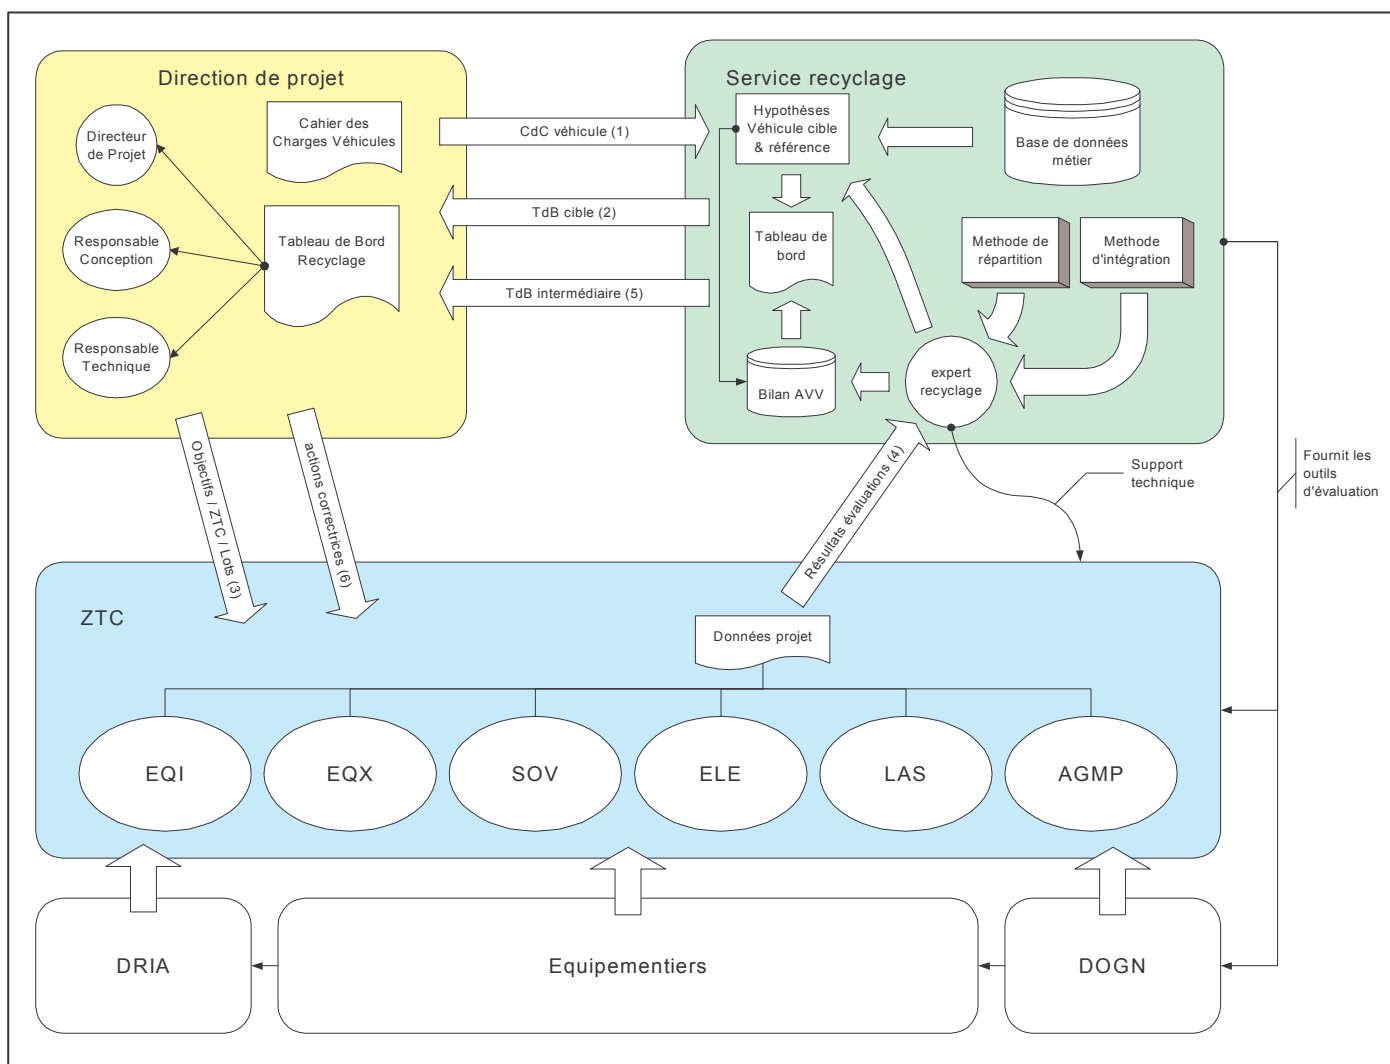 Direction de projet
Directeur
de Projet
Cahier des
Charges Véhicules
Responsable
Conception
Tableau de Bord
Recyclage
Responsable
Technique
CdC véhicule (1)
TdB cible (2)
TdB intermédiaire (5)
Service recyclage
Hypothèses
Véhicule cible
& référence
Base de données
métier
Tableau de
bord
Methode de
répartition
Methode
d'intégration
Bilan AVV
expert
recyclage
Objectifs / ZTC / Lots (3)
actions correctrices (6)
Résultats évaluations (4)
Support
technique
Fournit les
outils
d'évaluation
ZTC
Données projet
EQI
EQX
SOV
ELE
LAS
AGMP
DRIA
Equipementiers
DOGN